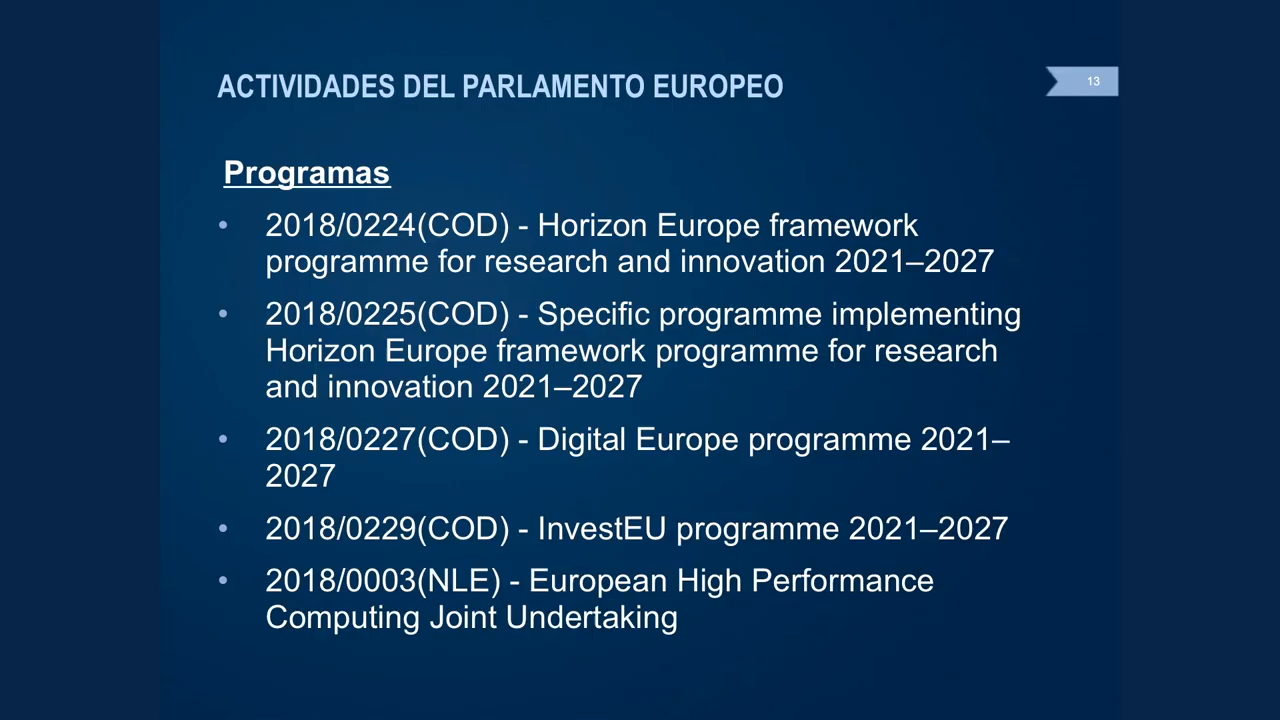 ACTIVIDADES DEL PARLAMENTO EUROPEO
13
Programas
• 2018/0224(COD) - Horizon Europe framework
programme for research and innovation 2021–2027
• 2018/0225(COD) - Specific programme implementing
Horizon Europe framework programme for research
and innovation 2021–2027
• 2018/0227(COD) - Digital Europe programme 2021–
2027
• 2018/0229(COD) - InvestEU programme 2021–2027
• 2018/0003(NLE) - European High Performance
Computing Joint Undertaking